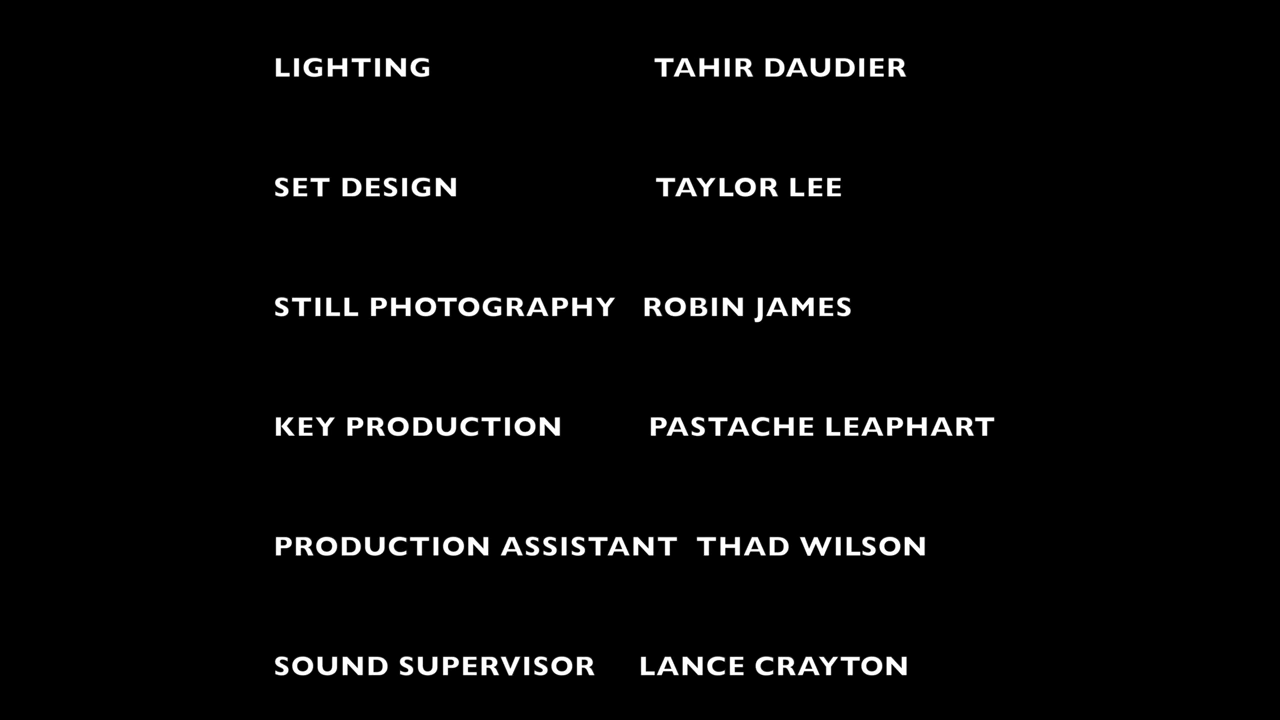 LIGHTING TAHIR DAUDIER
SET DESIGN TAYLOR LEE
STILL PHOTOGRAPHY ROBIN JAMES
KEY PRODUCTION PASTACHE LEAPHART
PRODUCTION ASSISTANT THAD WILSON
SOUND SUPERVISOR LANCE CRAYTON